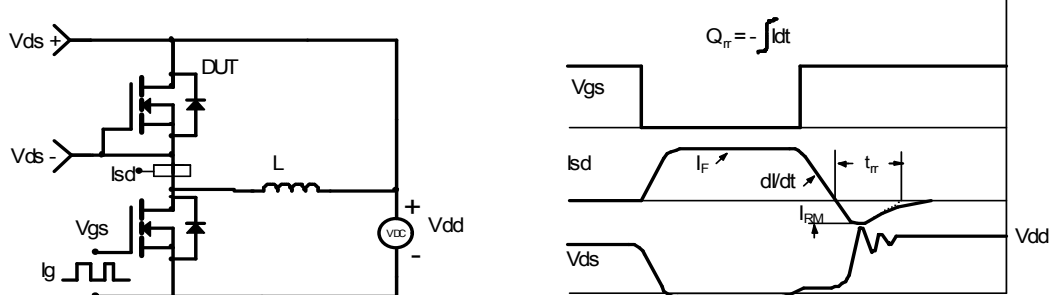 Vds +
DUT
Vds -
Isd
L
Vgs
Ig
+
VDC
-
Vdd
Qrr = - ∫Idt
Vgs
Isd
IF
dI/dt
trr
IRM
Vds
Vdd